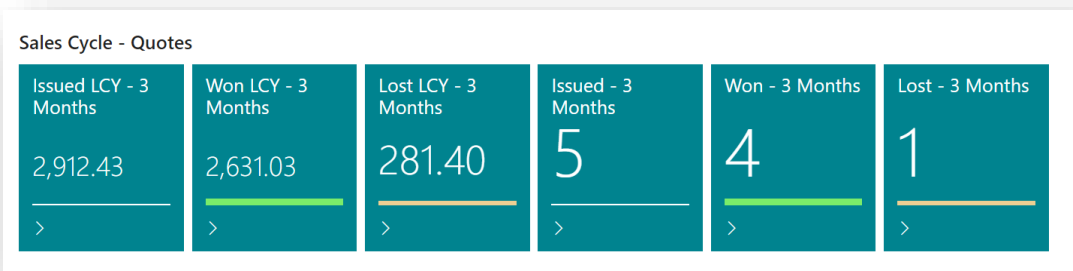 Sales Cycle - Quotes
Issued LCY - 3
Months
2,912.43
Won LCY - 3
Months
2,631.03
Lost LCY - 3
Months
281.40
Issued - 3
Months
5
Won - 3 Months
4
Lost - 3 Months
1